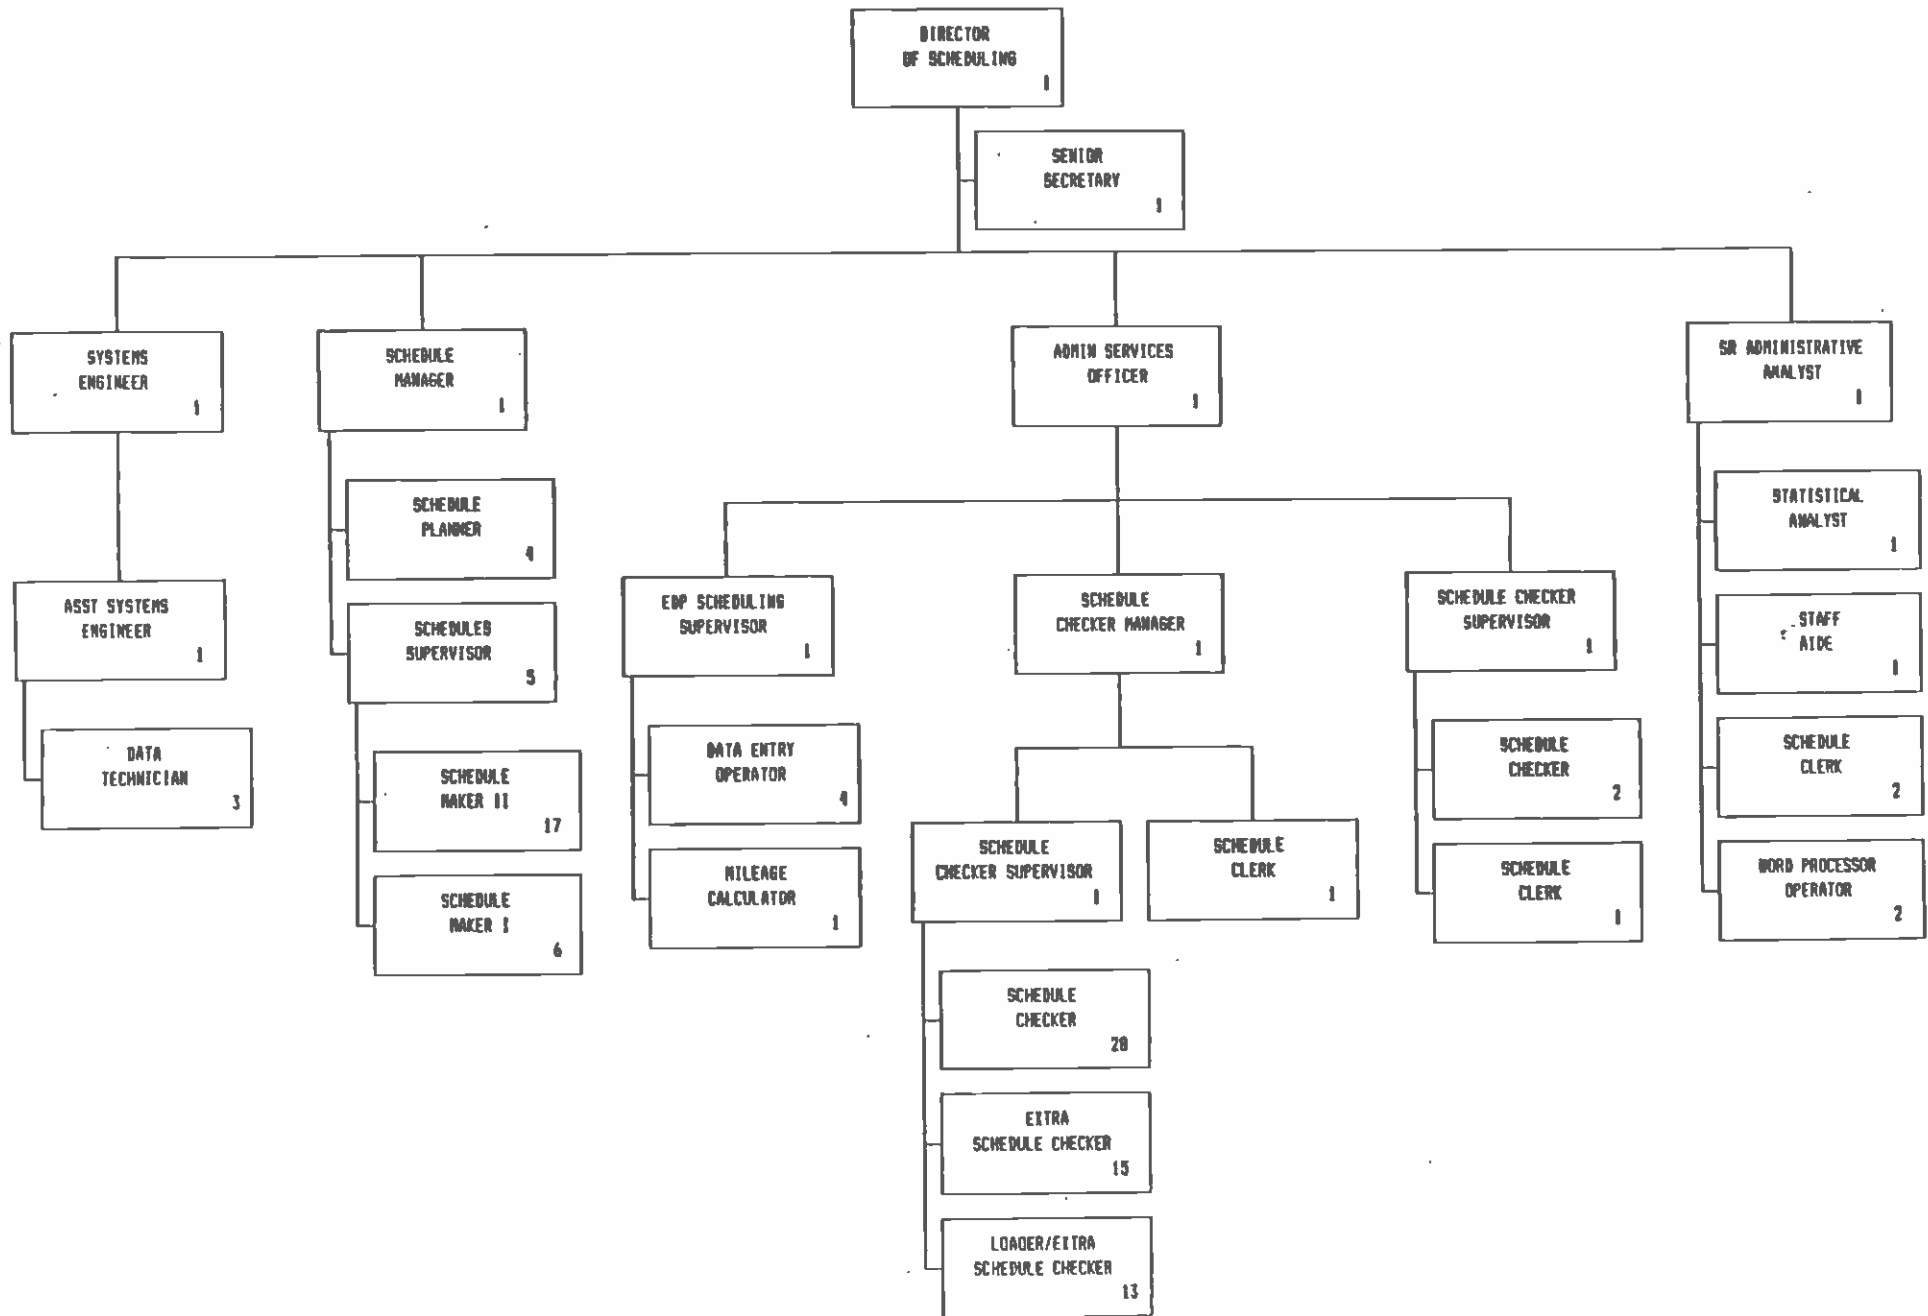 DIRECTOR
OF SCHEDULING
1
SENIOR
SECRETARY
1
SYSTEMS
ENGINEER
1
SCHEDULE
MANAGER
1
ADMIN SERVICES
OFFICER
1
SR ADMINISTRATIVE
ANALYST
1
SCHEDULE
PLANNER
4
STATISTICAL
ANALYST
1
ASST SYSTEMS
ENGINEER
1
SCHEDULES
SUPERVISOR
5
EDP SCHEDULING
SUPERVISOR
1
SCHEDULE
CHECKER MANAGER
1
SCHEDULE CHECKER
SUPERVISOR
1
STAFF
AIDE
1
DATA
TECHNICIAN
3
SCHEDULE
MAKER II
17
DATA ENTRY
OPERATOR
4
SCHEDULE
CHECKER
2
SCHEDULE
CLERK
2
SCHEDULE
MAKER I
6
MILEAGE
CALCULATOR
1
SCHEDULE
CHECKER SUPERVISOR
1
SCHEDULE
CLERK
1
SCHEDULE
CLERK
1
WORD PROCESSOR
OPERATOR
2
SCHEDULE
CHECKER
20
EXTRA
SCHEDULE CHECKER
15
LOADER/EXTRA
SCHEDULE CHECKER
13